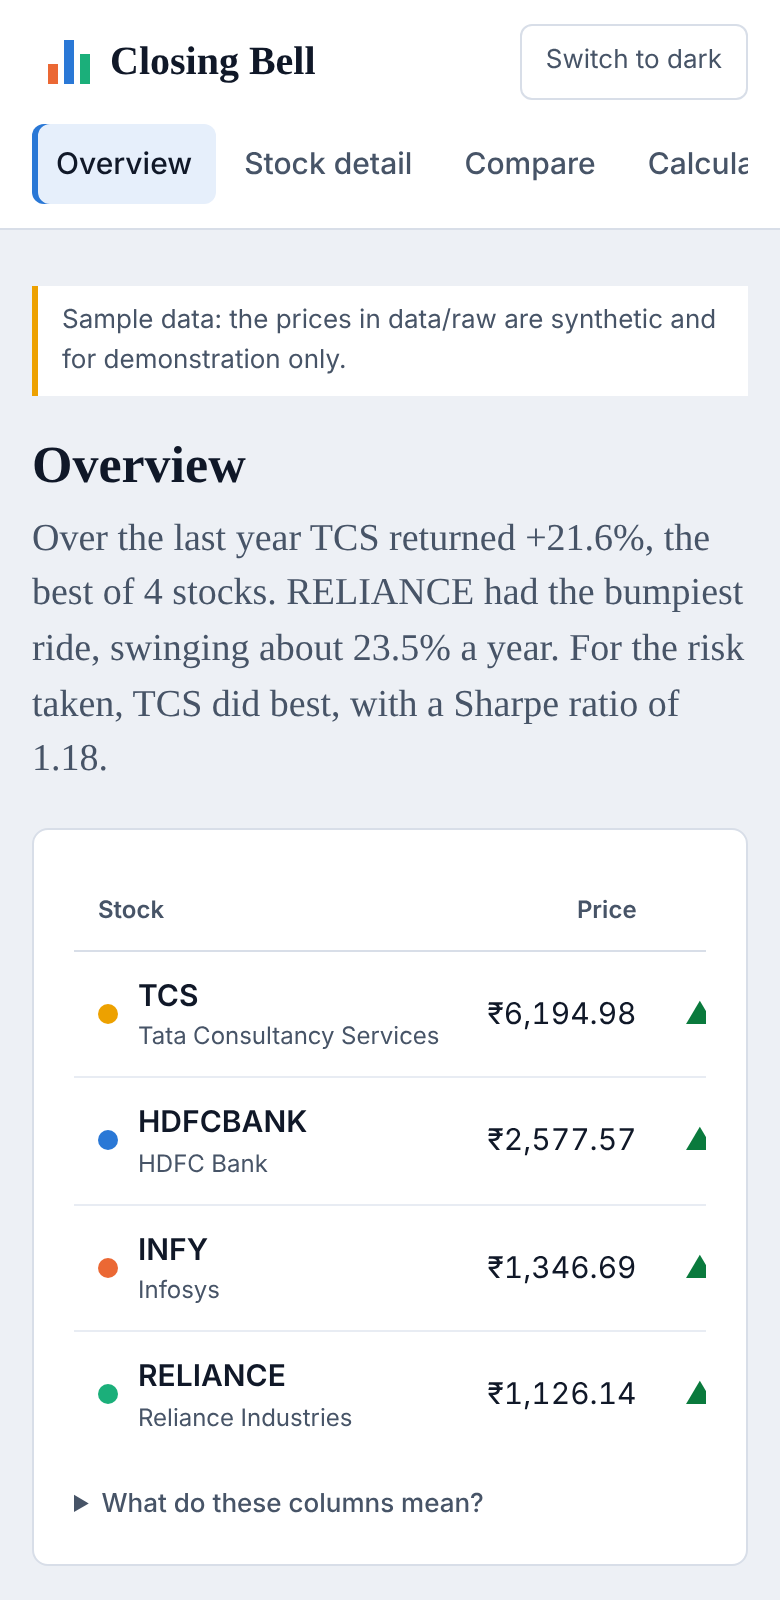 Closing Bell
Switch to dark
Overview
Stock detail
Compare
Sample data: the prices in data/raw are synthetic and
for demonstration only.
Overview
Over the last year TCS returned +21.6%, the
best of 4 stocks. RELIANCE had the bumpiest
ride, swinging about 23.5% a year. For the risk
taken, TCS did best, with a Sharpe ratio of
1.18.
Stock Price
TCS
Tata Consultancy Services
₹6,194.98
HDFCBANK
HDFC Bank
₹2,577.57
INFY
Infosys
₹1,346.69
RELIANCE
Reliance Industries
₹1,126.14
What do these columns mean?